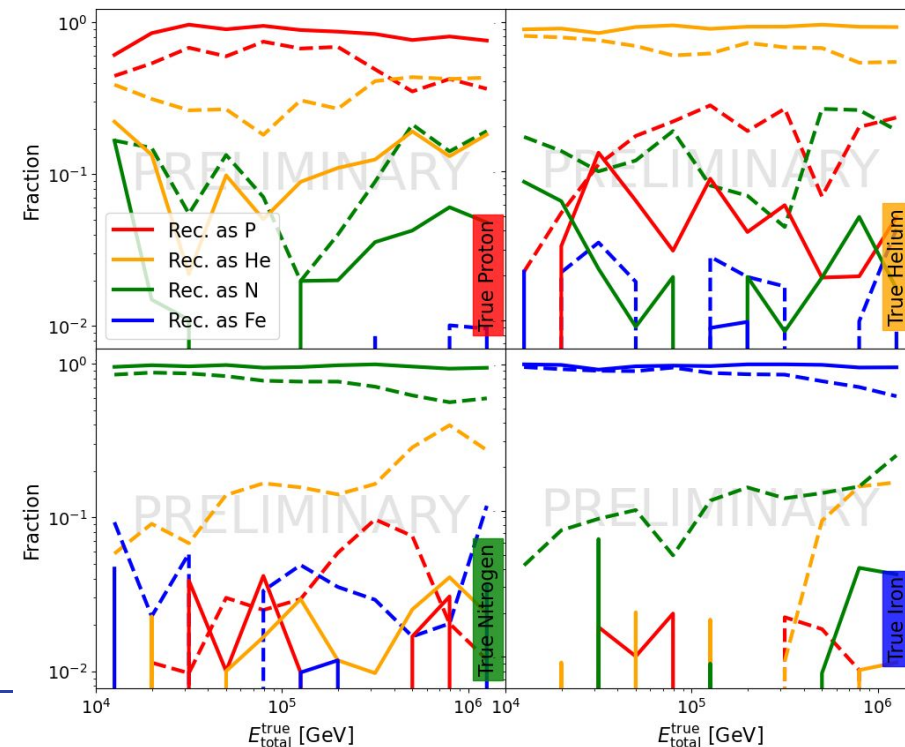 10⁰
10⁻¹
10⁻²
Fraction
PRELIMINARY
Rec. as P
Rec. as He
Rec. as N
Rec. as Fe
True Proton
PRELIMINARY
True Helium
10⁰
10⁻¹
10⁻²
Fraction
PRELIMINARY
True Nitrogen
PRELIMINARY
True Iron
10⁴ 10⁵ 10⁶ 10⁴ 10⁵ 10⁶
E_total^true [GeV] E_total^true [GeV]